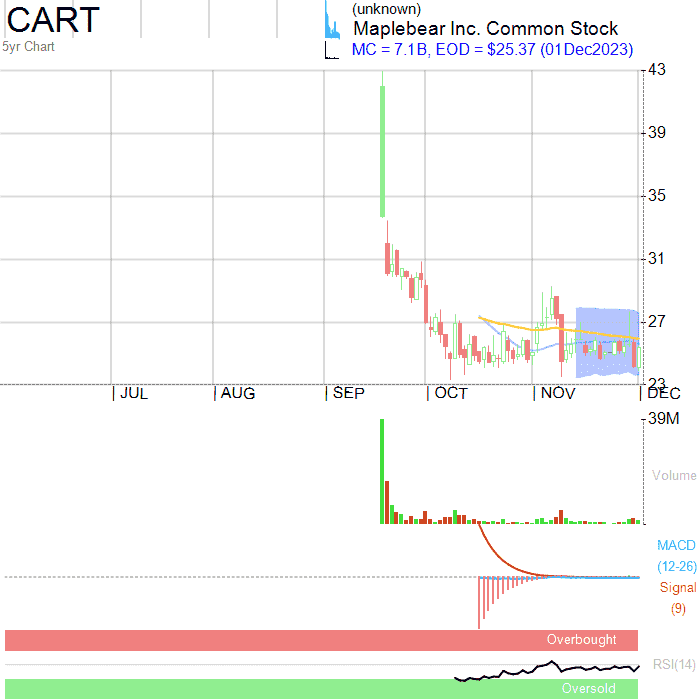 CART
5yr Chart
(unknown)
Maplebear Inc. Common Stock
MC = 7.1B, EOD = $25.37 (01Dec2023)
43
39
35
31
27
23
JUL AUG SEP OCT NOV DEC
39M
Volume
MACD
(12-26)
Signal
(9)
Overbought
RSI(14)
Oversold